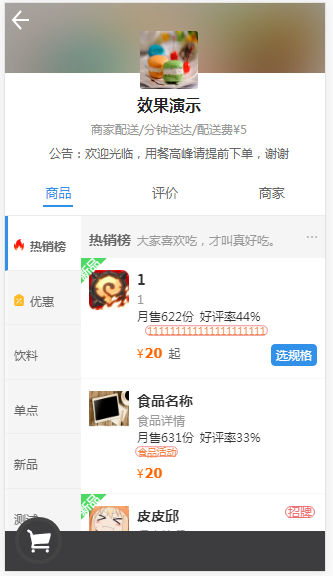 效果演示
商家配送/分钟送达/配送费¥5
公告：欢迎光临，用餐高峰请提前下单，谢谢
商品 评价 商家
热销榜
优惠
饮料
单点
新品
热销榜 大家喜欢吃，才叫真好吃。 ...
新品
1
1
月售622份 好评率44%
¥20 起
选规格
食品名称
食品详情
月售631份 好评率33%
食品活动
¥20
新品
皮皮邱
招牌